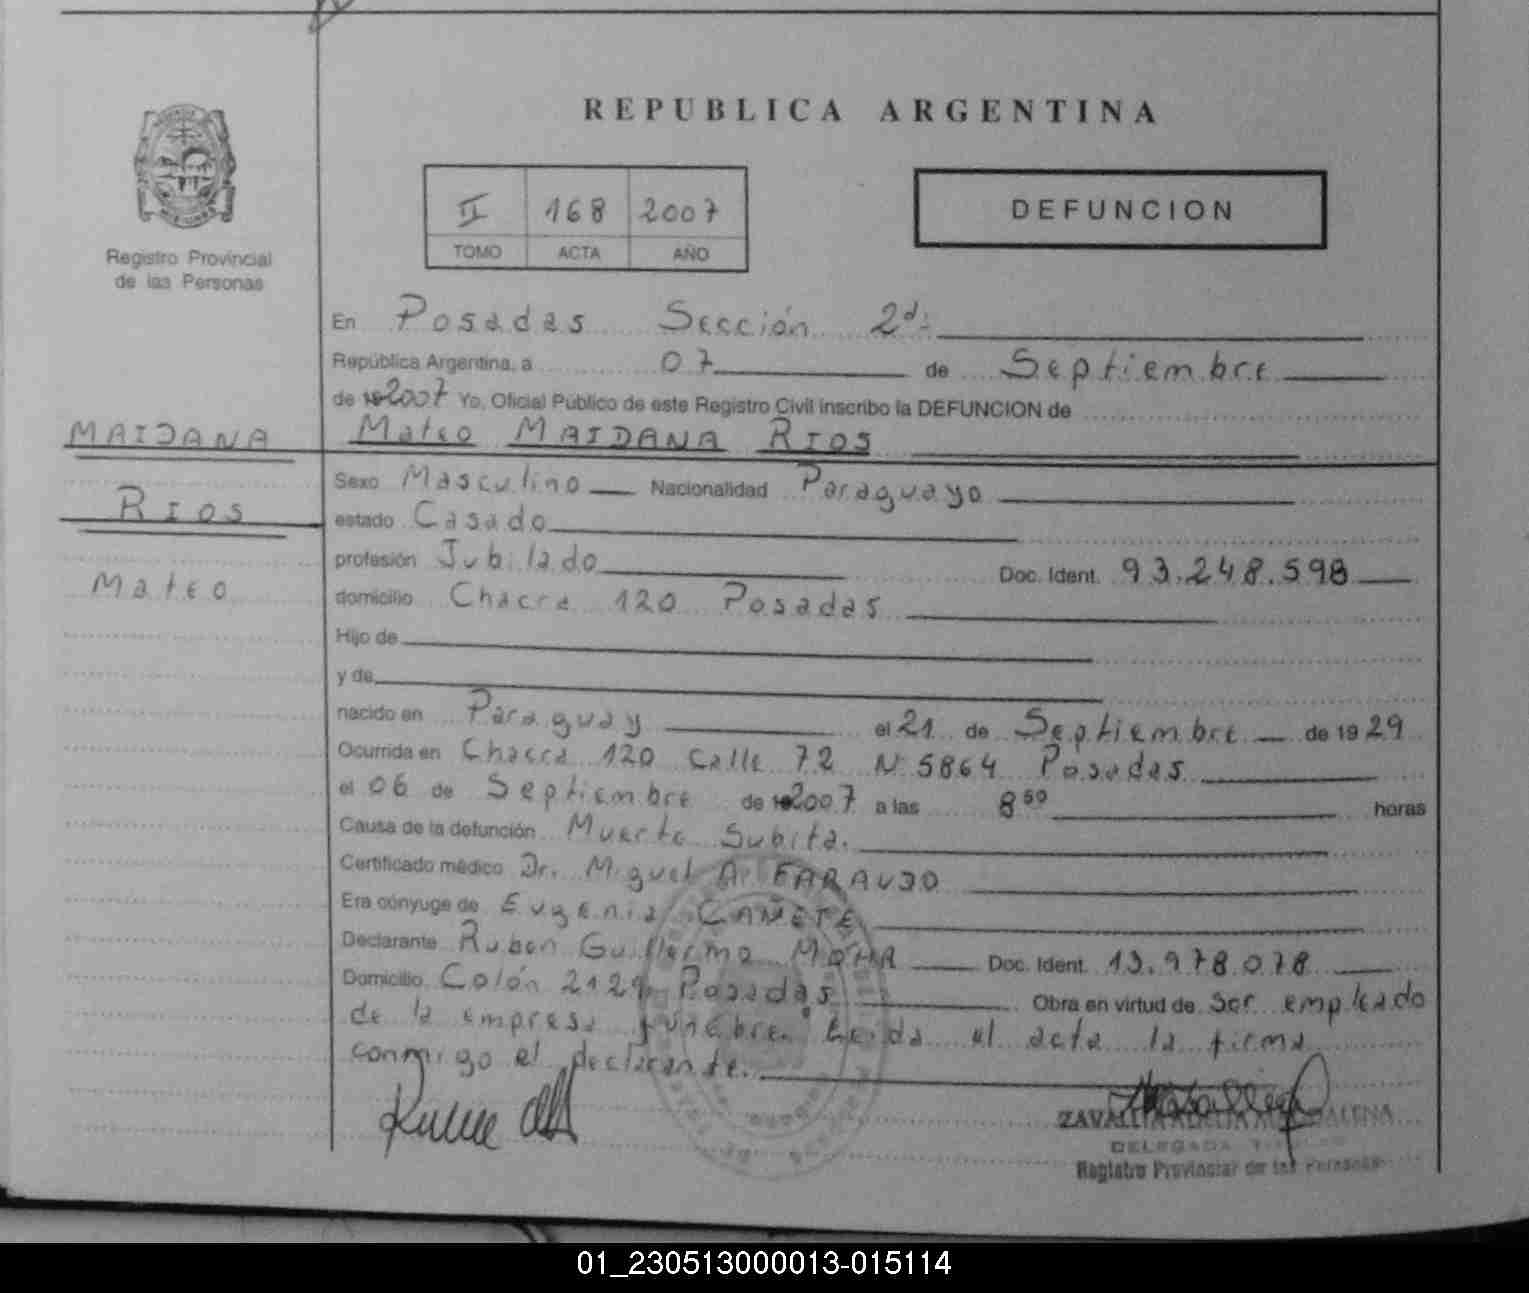 REPUBLICA ARGENTINA
II 168 2007
TOMO ACTA AÑO
DEFUNCION
Registro Provincial
de las Personas
En Posadas Sección 2da
República Argentina, a 07 de Septiembre
de 2007 Yo, Oficial Público de este Registro Civil inscribo la DEFUNCION de
MAIDANA
Mateo MAIDANA RIOS
RIOS
Mateo
Sexo Masculino Nacionalidad Paraguayo
estado Casado
profesión Jubilado Doc. Ident. 93.248.598
domicilio Chacra 120 Posadas
Hijo de
y de
nacido en Paraguay el 21 de Septiembre de 1929
Ocurrida en Chacra 120 Calle 72 N: 5864 Posadas
el 06 de Septiembre de 2007 a las 8 50 horas
Causa de la defunción Muerte Subita.
Certificado médico Dr. Miguel A. FARAUJO
Era cónyuge de Eugenia CAÑETE
Declarante Ruben Guillermo Doc. Ident. 13.978.078
Domicilio Colón 2129 Posadas Obra en virtud de ser empleado
de la empresa funebre. Leida el acta la firma
conmigo el declarante.
DELEGADA
Registro Provincial de las Personas
01_230513000013-015114